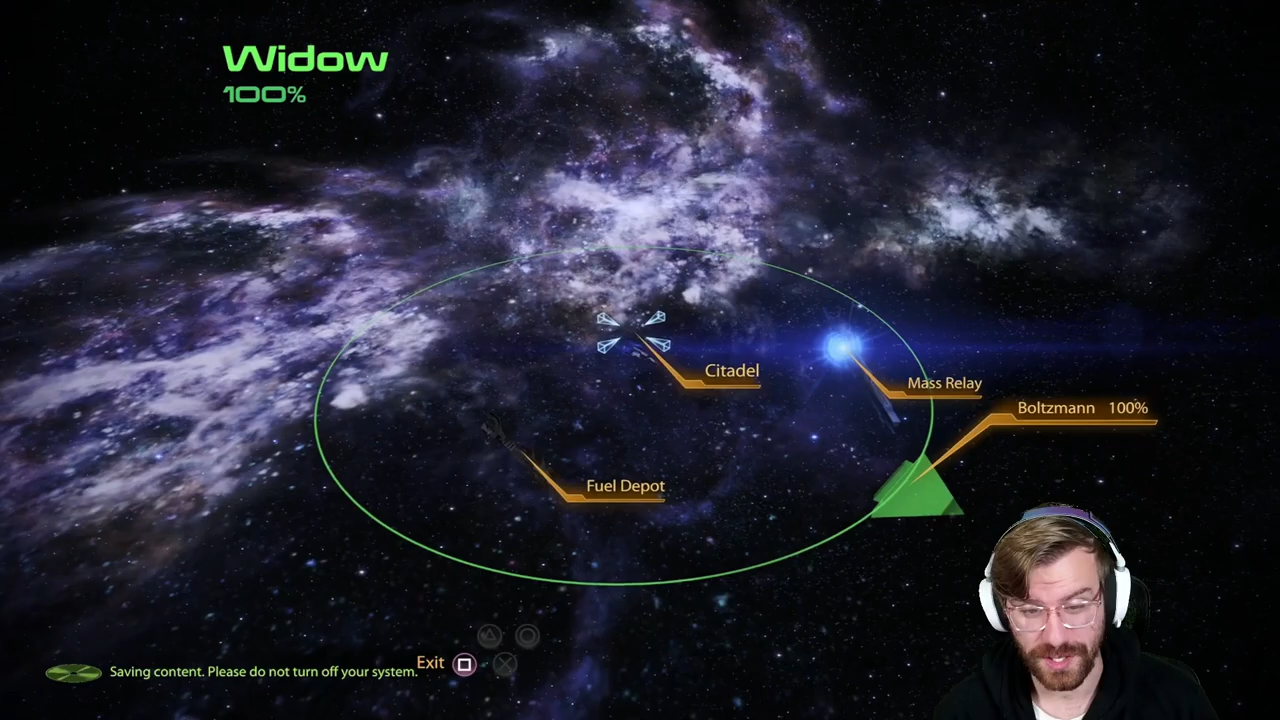 Widow
100%
Citadel
Mass Relay
Boltzmann 100%
Fuel Depot
Exit
Saving content. Please do not turn off your system.